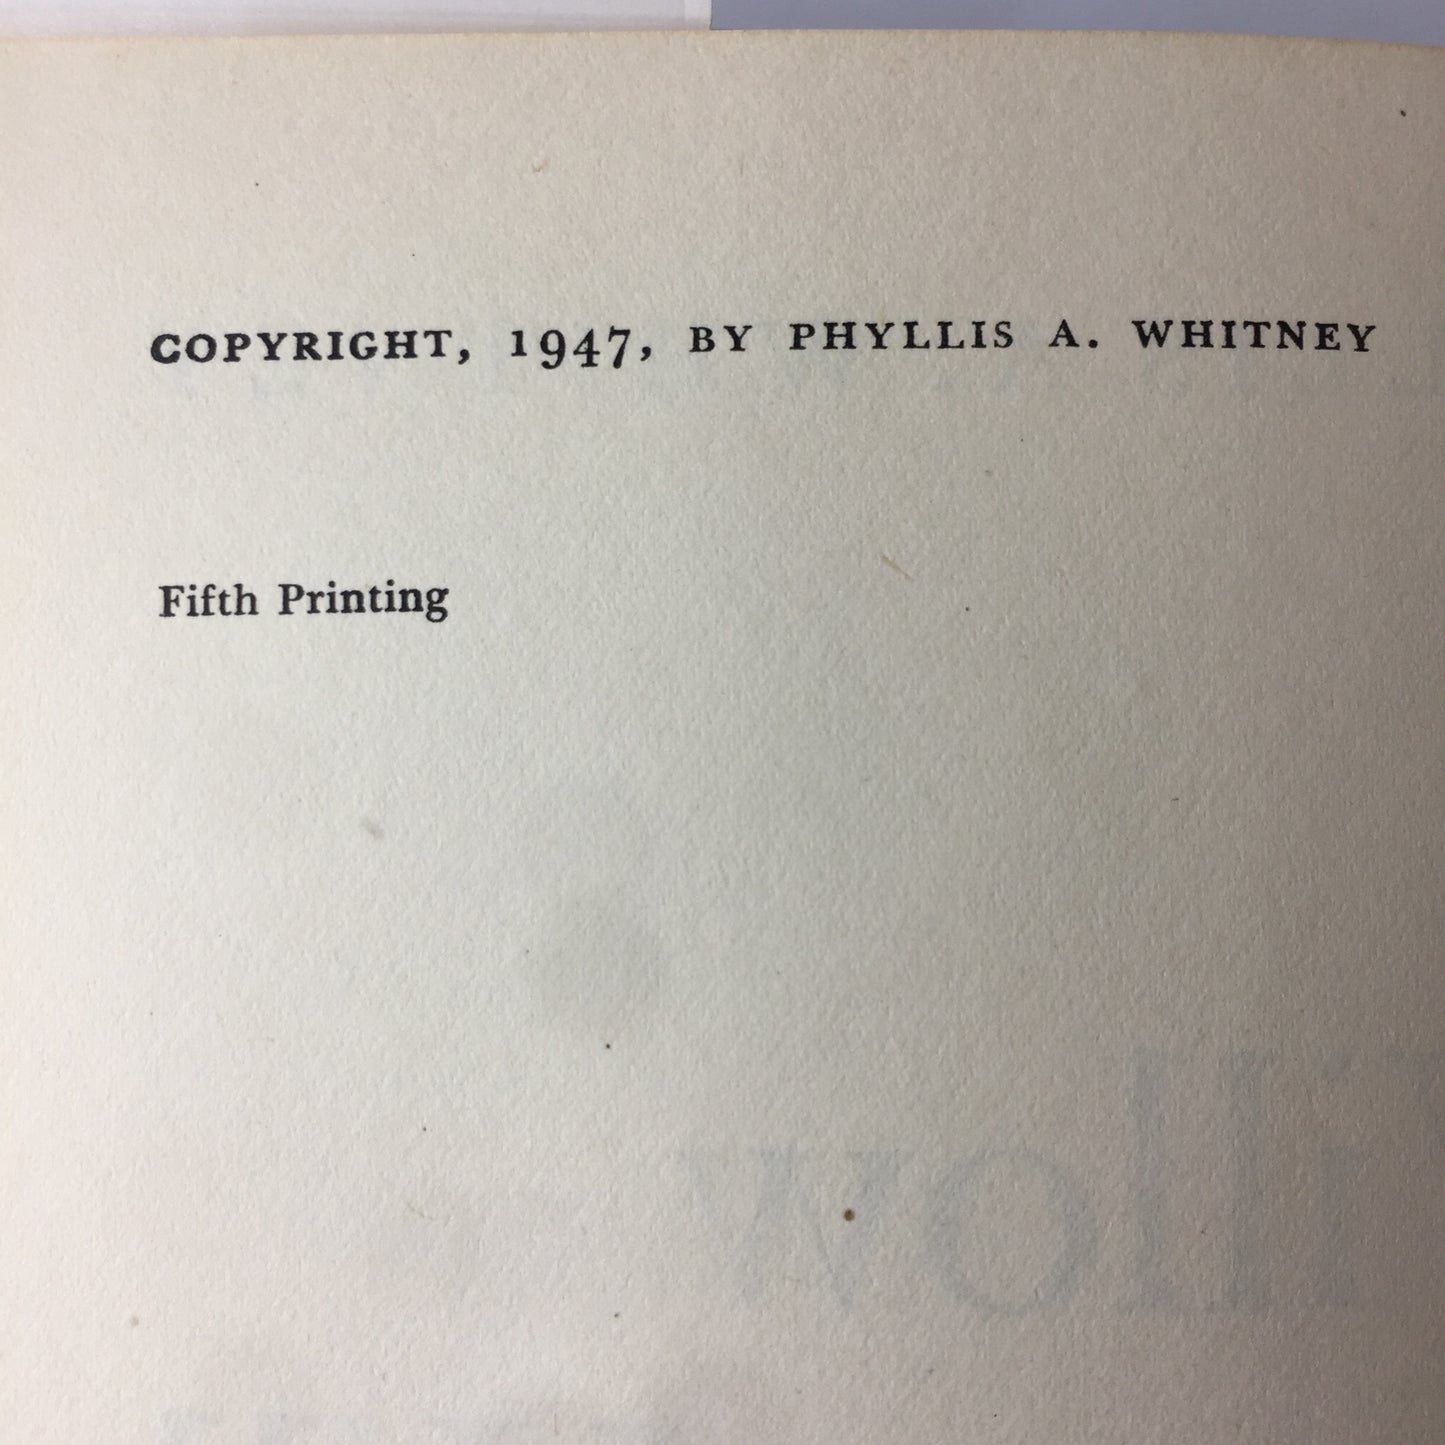 COPYRIGHT, 1947, BY PHYLLIS A. WHITNEY
Fifth Printing